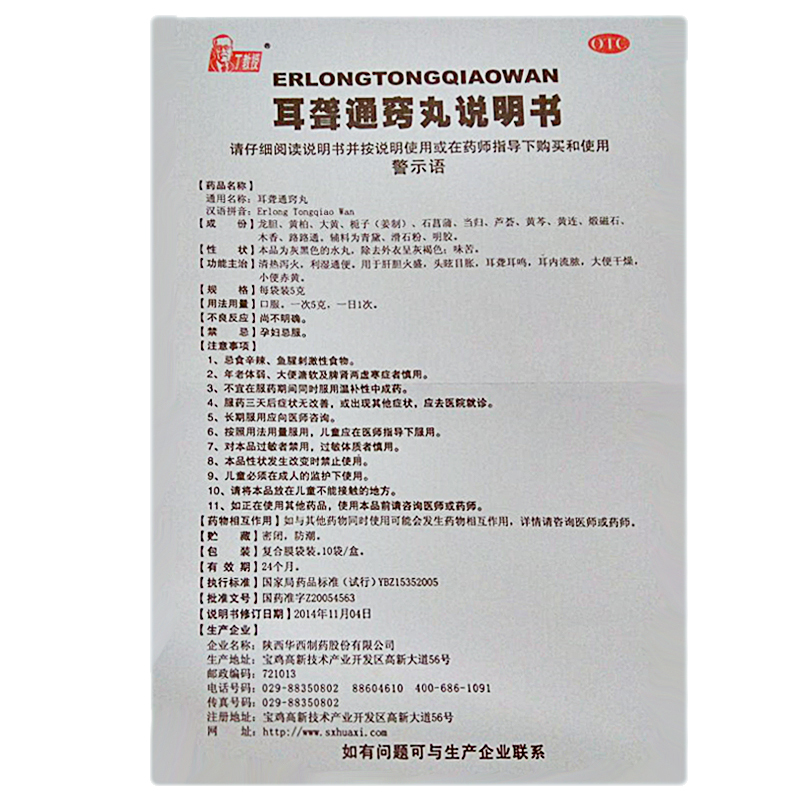 丁教授
®
OTC
ERLONGTONGQIAOWAN
耳聋通窍丸说明书
请仔细阅读说明书并按说明使用或在药师指导下购买和使用
警示语
【药品名称】
通用名称：耳聋通窍丸
汉语拼音：Erlong Tongqiao Wan
【成 份】龙胆、黄柏、大黄、栀子（姜制）、石菖蒲、当归、芦荟、黄芩、黄连、煅磁石、
木香、路路通。辅料为青黛、滑石粉、明胶。
【性 状】本品为灰黑色的水丸，除去外衣呈灰褐色；味苦。
【功能主治】清热泻火，利湿通便。用于肝胆火盛，头眩目胀，耳聋耳鸣，耳内流脓，大便干燥，
小便赤黄。
【规 格】每袋装5克
【用法用量】口服。一次5克，一日1次。
【不良反应】尚不明确。
【禁 忌】孕妇忌服。
【注意事项】
1、忌食辛辣、鱼腥刺激性食物。
2、年老体弱、大便溏软及脾肾两虚寒症者慎用。
3、不宜在服药期间同时服用温补性中成药。
4、服药三天后症状无改善，或出现其他症状，应去医院就诊。
5、长期服用应向医师咨询。
6、按照用法用量服用，儿童应在医师指导下服用。
7、对本品过敏者禁用，过敏体质者慎用。
8、本品性状发生改变时禁止使用。
9、儿童必须在成人的监护下使用。
10、请将本品放在儿童不能接触的地方。
11、如正在使用其他药品，使用本品前请咨询医师或药师。
【药物相互作用】如与其他药物同时使用可能会发生药物相互作用，详情请咨询医师或药师。
【贮 藏】密闭，防潮。
【包 装】复合膜袋装。10袋/盒。
【有 效 期】24个月。
【执行标准】国家局药品标准（试行）YBZ15352005
【批准文号】国药准字Z20054563
【说明书修订日期】2014年11月04日
【生产企业】
企业名称：陕西华西制药股份有限公司
生产地址：宝鸡高新技术产业开发区高新大道56号
邮政编码：721013
电话号码：029-88350802 88604610 400-686-1091
传真号码：029-88350802
注册地址：宝鸡高新技术产业开发区高新大道56号
网 址：http://www.sxhuaxi.com
如有问题可与生产企业联系